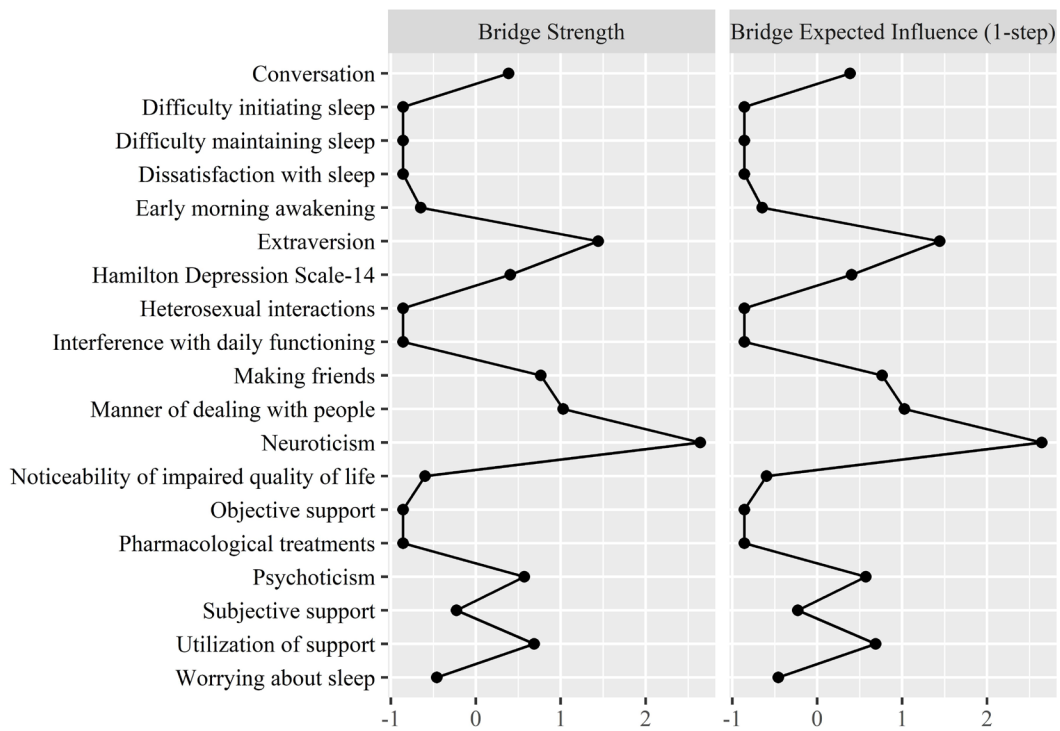 Bridge Strength
Bridge Expected Influence (1-step)
Conversation
Difficulty initiating sleep
Difficulty maintaining sleep
Dissatisfaction with sleep
Early morning awakening
Extraversion
Hamilton Depression Scale-14
Heterosexual interactions
Interference with daily functioning
Making friends
Manner of dealing with people
Neuroticism
Noticeability of impaired quality of life
Objective support
Pharmacological treatments
Psychoticism
Subjective support
Utilization of support
Worrying about sleep
-1 0 1 2
-1 0 1 2